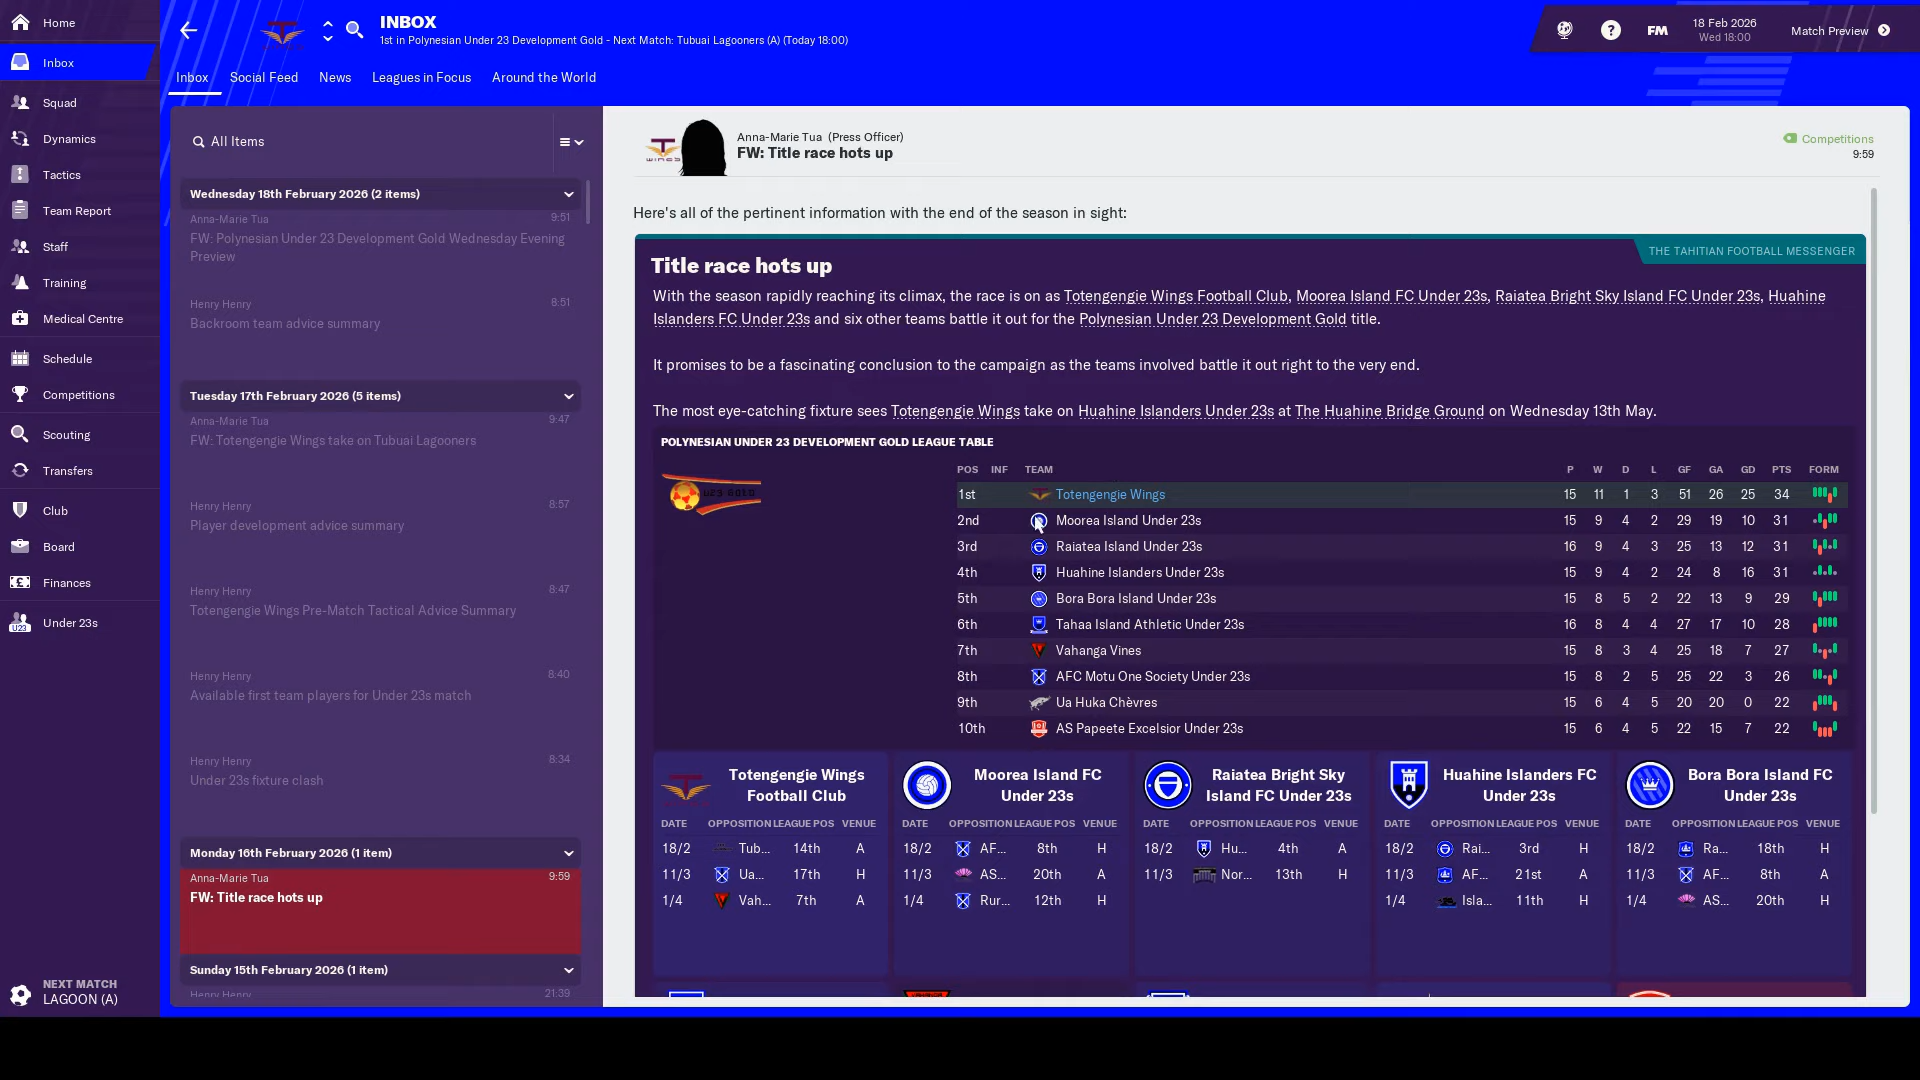 Home
Inbox
Squad
Dynamics
Tactics
Team Report
Staff
Training
Medical Centre
Schedule
Competitions
Scouting
Transfers
Club
Board
Finances
U23 Under 23s
NEXT MATCH
LAGOON (A)
INBOX
1st in Polynesian Under 23 Development Gold - Next Match: Tubuai Lagooners (A) (Today 18:00)
FM
18 Feb 2026
Wed 18:00
Match Preview
Inbox Social Feed News Leagues in Focus Around the World
All Items
Wednesday 18th February 2026 (2 items)
Anna-Marie Tua 9:51
FW: Polynesian Under 23 Development Gold Wednesday Evening
Preview
Henry Henry 8:51
Backroom team advice summary
Tuesday 17th February 2026 (5 items)
Anna-Marie Tua 9:47
FW: Totengengie Wings take on Tubuai Lagooners
Henry Henry 8:57
Player development advice summary
Henry Henry 8:47
Totengengie Wings Pre-Match Tactical Advice Summary
Henry Henry 8:40
Available first team players for Under 23s match
Henry Henry 8:34
Under 23s fixture clash
Monday 16th February 2026 (1 item)
Anna-Marie Tua 9:59
FW: Title race hots up
Sunday 15th February 2026 (1 item)
Henry Henry 21:39
Anna-Marie Tua (Press Officer)
FW: Title race hots up
Competitions
9:59
Here's all of the pertinent information with the end of the season in sight:
THE TAHITIAN FOOTBALL MESSENGER
Title race hots up
With the season rapidly reaching its climax, the race is on as Totengengie Wings Football Club, Moorea Island FC Under 23s, Raiatea Bright Sky Island FC Under 23s, Huahine
Islanders FC Under 23s and six other teams battle it out for the Polynesian Under 23 Development Gold title.
It promises to be a fascinating conclusion to the campaign as the teams involved battle it out right to the very end.
The most eye-catching fixture sees Totengengie Wings take on Huahine Islanders Under 23s at The Huahine Bridge Ground on Wednesday 13th May.
POLYNESIAN UNDER 23 DEVELOPMENT GOLD LEAGUE TABLE
U23 GOLD
POS INF TEAM P W D L GF GA GD PTS FORM
1st Totengengie Wings 15 11 1 3 51 26 25 34
2nd Moorea Island Under 23s 15 9 4 2 29 19 10 31
3rd Raiatea Island Under 23s 16 9 4 3 25 13 12 31
4th Huahine Islanders Under 23s 15 9 4 2 24 8 16 31
5th Bora Bora Island Under 23s 15 8 5 2 22 13 9 29
6th Tahaa Island Athletic Under 23s 16 8 4 4 27 17 10 28
7th Vahanga Vines 15 8 3 4 25 18 7 27
8th AFC Motu One Society Under 23s 15 8 2 5 25 22 3 26
9th Ua Huka Chèvres 15 6 4 5 20 20 0 22
10th AS Papeete Excelsior Under 23s 15 6 4 5 22 15 7 22
Totengengie Wings
Football Club
DATE OPPOSITION LEAGUE POS VENUE
18/2 Tub... 14th A
11/3 Ua... 17th H
1/4 Vah... 7th A
Moorea Island FC
Under 23s
DATE OPPOSITION LEAGUE POS VENUE
18/2 AF... 8th H
11/3 AS... 20th A
1/4 Rur... 12th H
Raiatea Bright Sky
Island FC Under 23s
DATE OPPOSITION LEAGUE POS VENUE
18/2 Hu... 4th A
11/3 Nor... 13th H
Huahine Islanders FC
Under 23s
DATE OPPOSITION LEAGUE POS VENUE
18/2 Rai... 3rd H
11/3 AF... 21st A
1/4 Isla... 11th H
Bora Bora Island FC
Under 23s
DATE OPPOSITION LEAGUE POS VENUE
18/2 Ra... 18th H
11/3 AF... 8th A
1/4 AS... 20th H